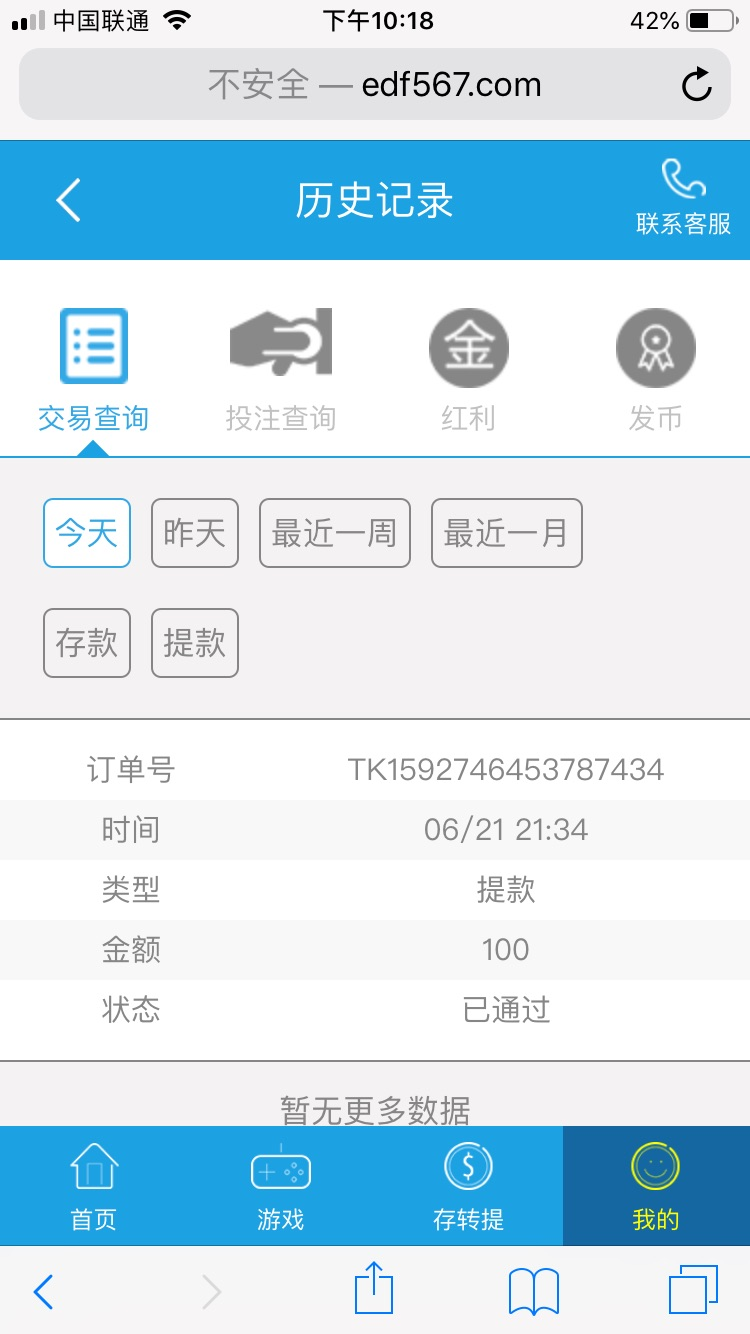 中国联通 下午10:18 42%
不安全 — edf567.com
历史记录 联系客服
交易查询 投注查询 金 红利 发币
今天 昨天 最近一周 最近一月
存款 提款
订单号 TK1592746453787434
时间 06/21 21:34
类型 提款
金额 100
状态 已通过
暂无更多数据
首页 游戏 $ 存转提 我的